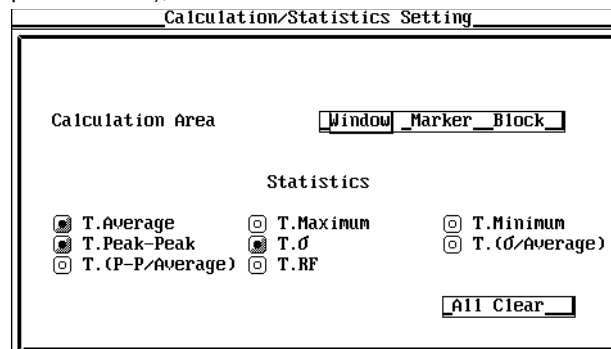 Calculation/Statistics Setting
Calculation Area Window Marker Block
Statistics
T.Average T.Maximum T.Minimum
T.Peak-Peak T.σ T.(σ/Average)
T.(P-P/Average) T.RF
All Clear